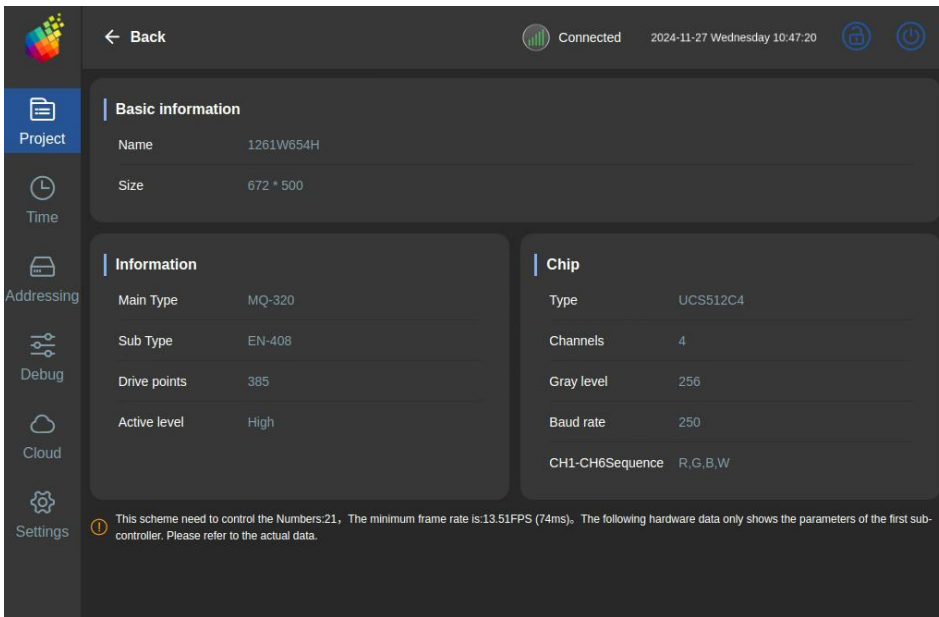 Back
Connected
2024-11-27 Wednesday 10:47:20
Project
Time
Addressing
Debug
Cloud
Settings
Basic information
Name 1261W654H
Size 672 * 500
Information
Main Type MQ-320
Sub Type EN-408
Drive points 385
Active level High
Chip
Type UCS512C4
Channels 4
Gray level 256
Baud rate 250
CH1-CH6Sequence R,G,B,W
This scheme need to control the Numbers:21，The minimum frame rate is:13.51FPS (74ms)。The following hardware data only shows the parameters of the first sub-
controller. Please refer to the actual data.